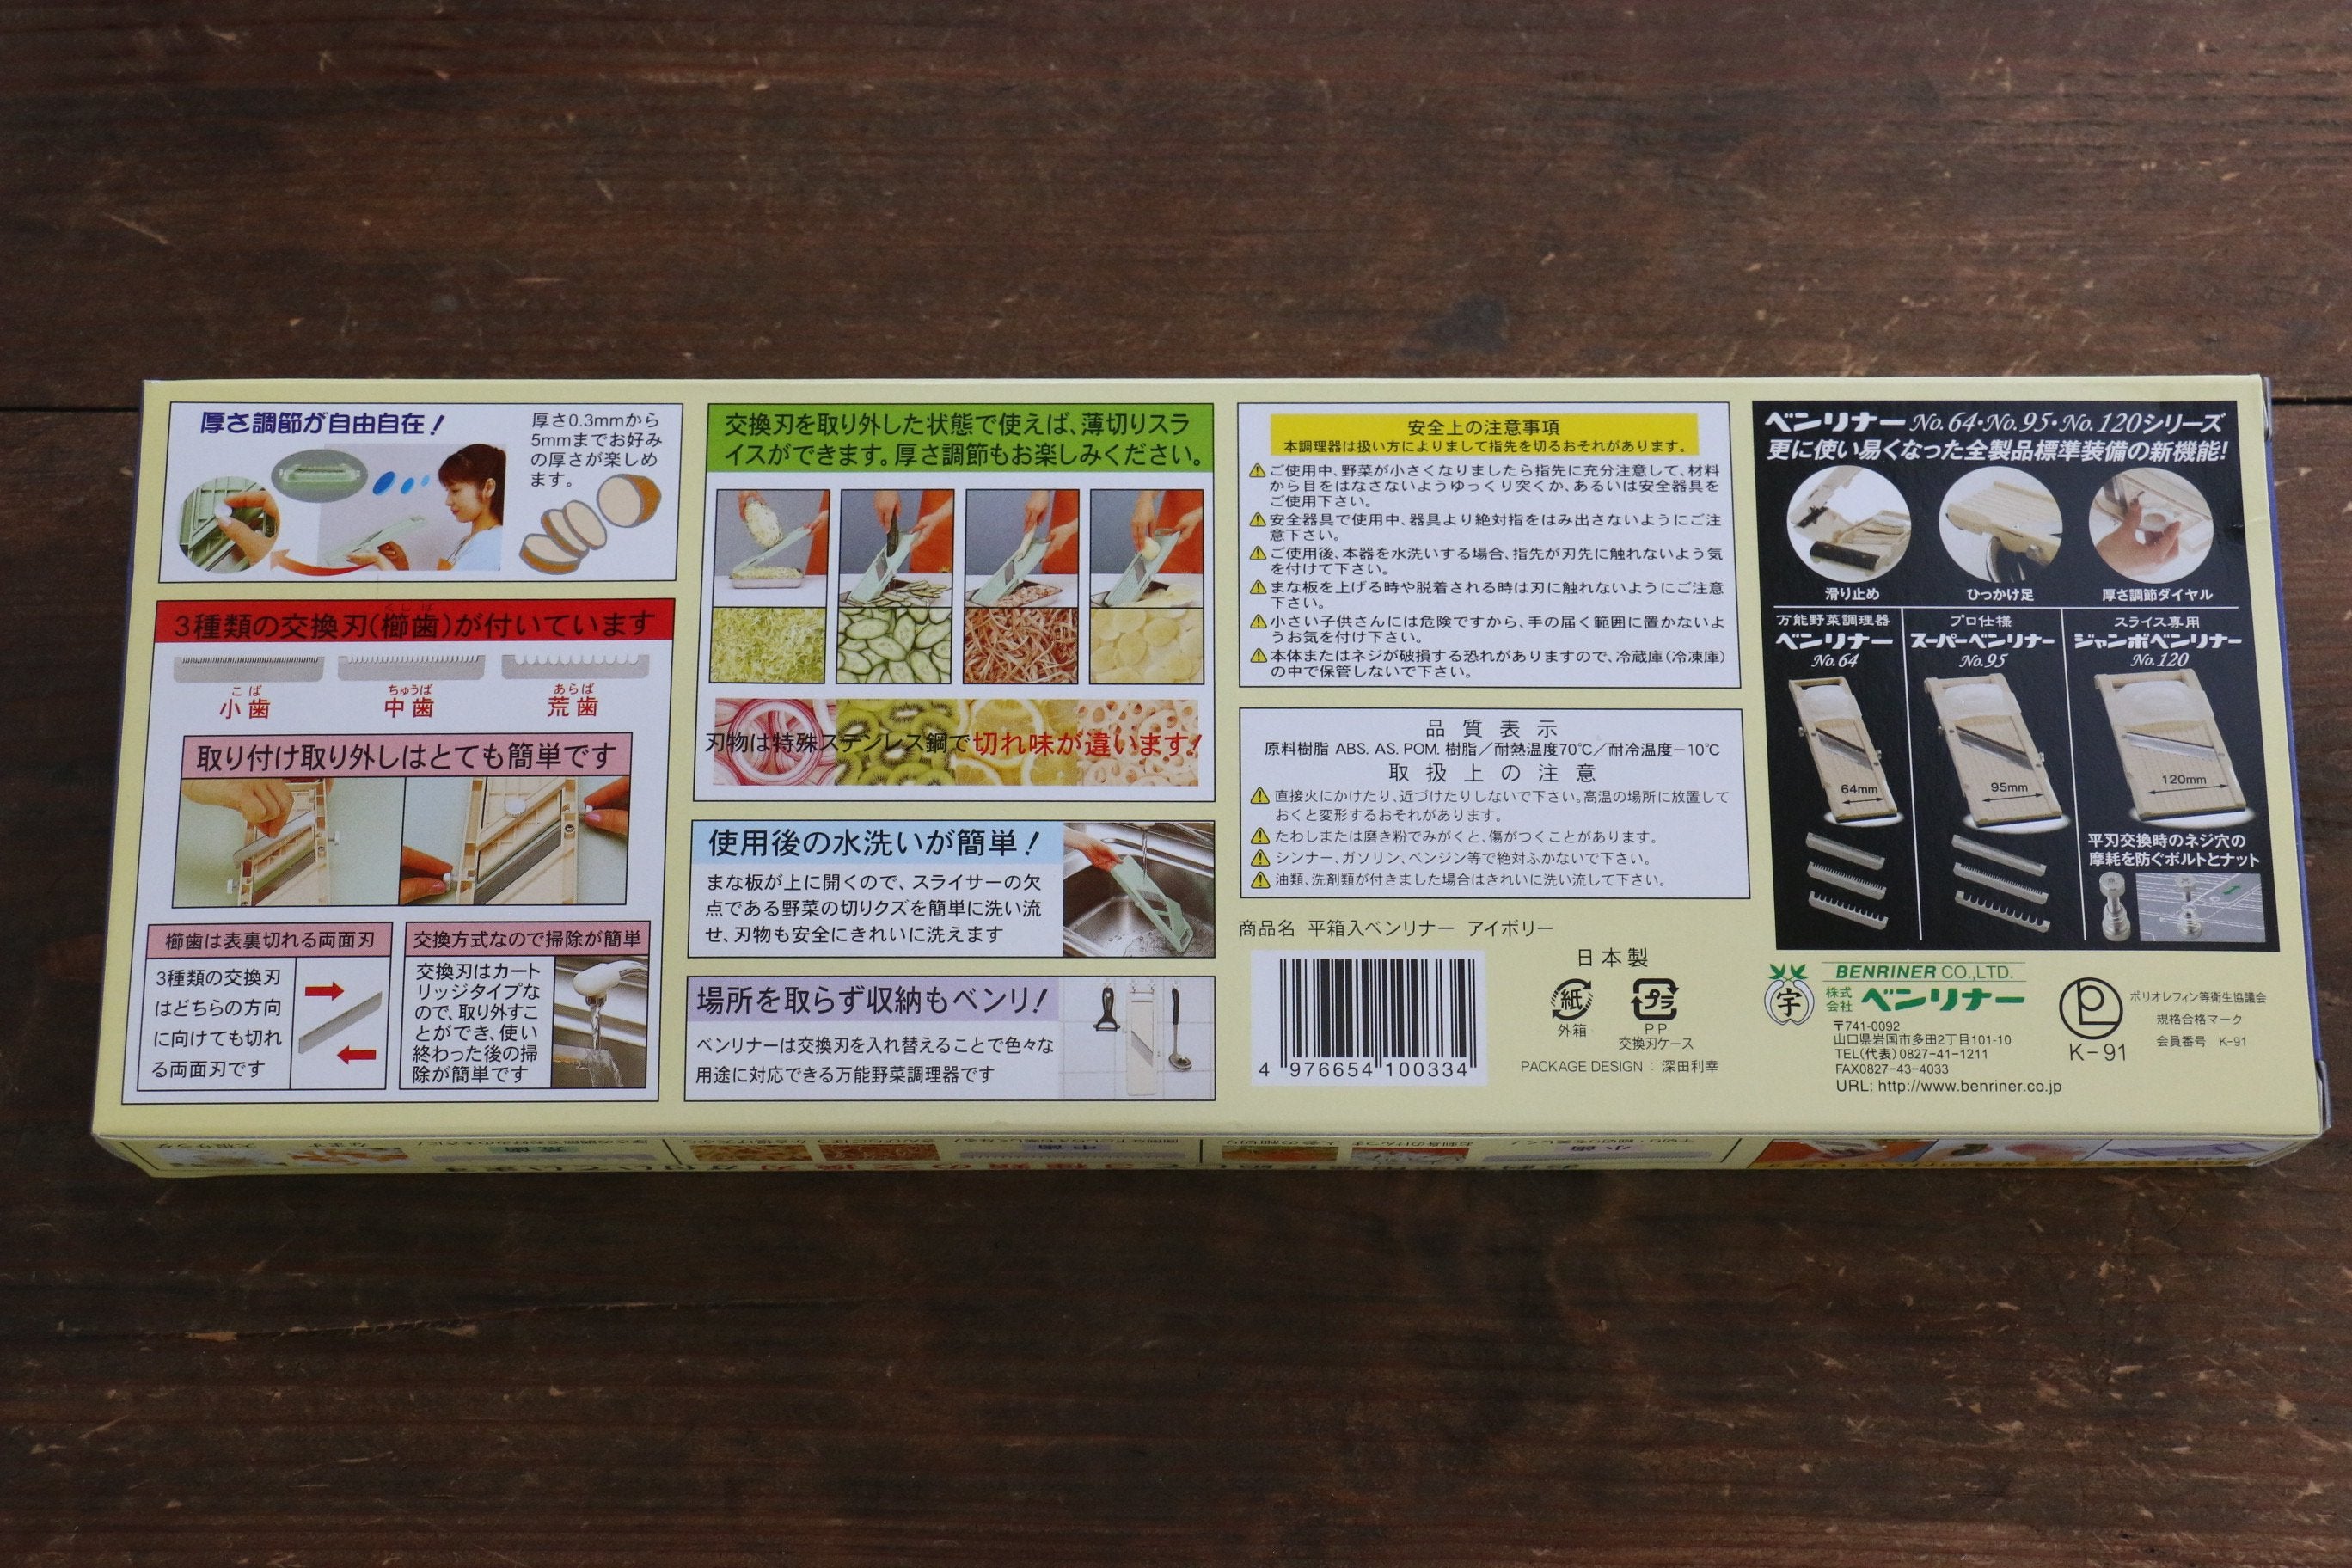 厚さ調節が自由自在!
厚さ0.3mmから
5mmまでお好み
の厚さが楽しめ
ます。
3種類の交換刃(櫛歯)が付いています
くしば
こば
小歯
ちゅうば
中歯
あらば
荒歯
取り付け取り外しはとても簡単です
櫛歯は表裏切れる両面刃
3種類の交換刃
はどちらの方向
に向けても切れ
る両面刃です
交換方式なので掃除が簡単
交換刃はカート
リッジタイプな
ので、取り外すこ
とができ、使い
終わった後の掃
除が簡単です
交換刃を取り外した状態で使えば、薄切りスラ
イスができます。厚さ調節もお楽しみください。
刃物は特殊ステンレス鋼で切れ味が違います!
使用後の水洗いが簡単!
まな板が上に開くので、スライサーの欠
点である野菜の切りクズを簡単に洗い流
せ、刃物も安全にきれいに洗えます
場所を取らず収納もベンリ!
ベンリナーは交換刃を入れ替えることで色々な
用途に対応できる万能野菜調理器です
安全上の注意事項
本調理器は扱い方によりまして指先を切るおそれがあります。
ご使用中、野菜が小さくなりましたら指先に充分注意して、材料
から目をはなさないようゆっくり突くか、あるいは安全器具を
ご使用下さい。
安全器具で使用中、器具より絶対指をはみ出さないようにご注
意下さい。
ご使用後、本器を水洗いする場合、指先が刃先に触れないよう気
を付けて下さい。
まな板を上げる時や脱着される時は刃に触れないようにご注意
下さい。
小さい子供さんには危険ですから、手の届く範囲に置かないよ
うお気を付け下さい。
本体またはネジが破損する恐れがありますので、冷蔵庫(冷凍庫)
の中で保管しないで下さい。
品質表示
原料樹脂 ABS. AS. POM. 樹脂/耐熱温度70℃/耐冷温度-10℃
取扱上の注意
直接火にかけたり、近づけたりしないで下さい。高温の場所に放置して
おくと変形するおそれがあります。
たわしまたは磨き粉でみがくと、傷がつくことがあります。
シンナー、ガソリン、ベンジン等で絶対ふかないで下さい。
油類、洗剤類が付きました場合はきれいに洗い流して下さい。
商品名 平箱入ベンリナー アイボリー
4 976654 100334
日本製
紙
外箱
プラ
PP
交換刃ケース
PACKAGE DESIGN : 深田利幸
ベンリナー No.64・No.95・No.120シリーズ
更に使い易くなった全製品標準装備の新機能!
滑り止め
ひっかけ足
厚さ調節ダイヤル
万能野菜調理器
ベンリナー
No.64
64mm
プロ仕様
スーパーベンリナー
No.95
95mm
スライス専用
ジャンボベンリナー
No.120
120mm
平刃交換時のネジ穴の
摩耗を防ぐボルトとナット
宇
BENRINER CO.,LTD.
株式会社 ベンリナー
〒741-0092
山口県岩国市多田2丁目101-10
TEL(代表)0827-41-1211
FAX0827-43-4033
URL: http://www.benriner.co.jp
K-91
ポリオレフィン等衛生協議会
規格合格マーク
会員番号 K-91